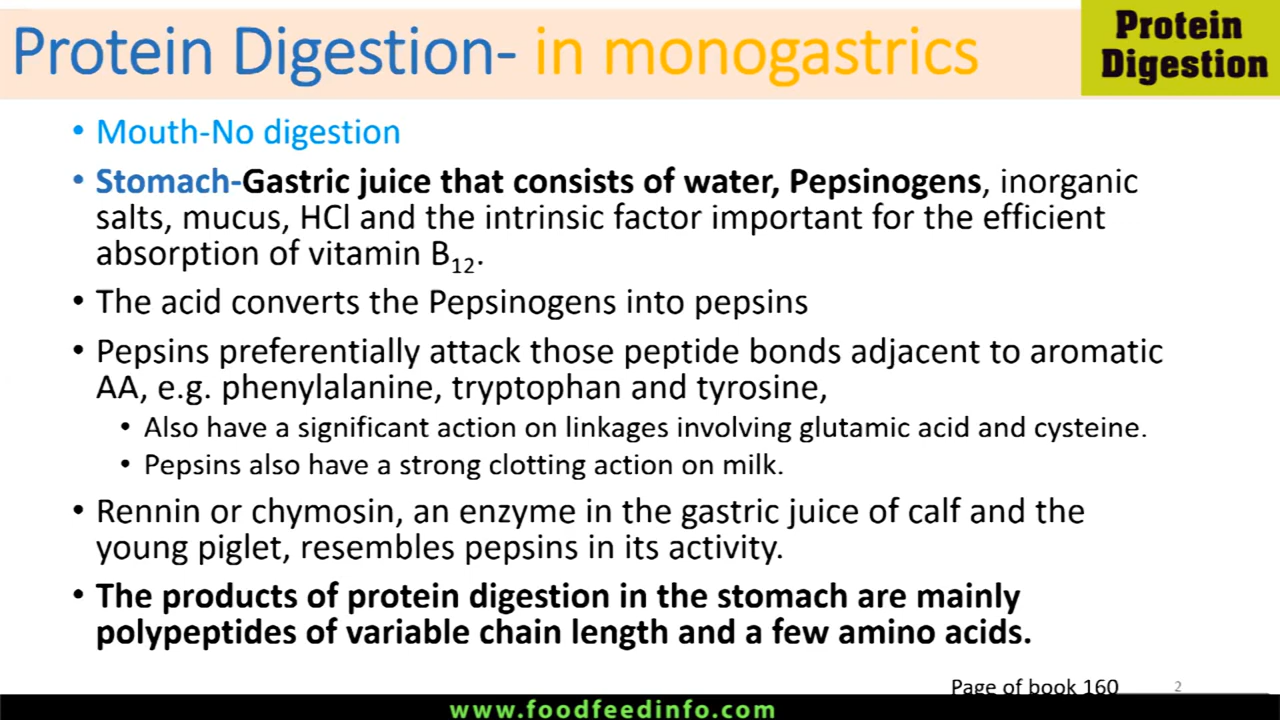 Protein Digestion- in monogastrics
Protein
Digestion
• Mouth-No digestion
• Stomach-Gastric juice that consists of water, Pepsinogens, inorganic
salts, mucus, HCl and the intrinsic factor important for the efficient
absorption of vitamin B₁₂.
• The acid converts the Pepsinogens into pepsins
• Pepsins preferentially attack those peptide bonds adjacent to aromatic
AA, e.g. phenylalanine, tryptophan and tyrosine,
• Also have a significant action on linkages involving glutamic acid and cysteine.
• Pepsins also have a strong clotting action on milk.
• Rennin or chymosin, an enzyme in the gastric juice of calf and the
young piglet, resembles pepsins in its activity.
• The products of protein digestion in the stomach are mainly
polypeptides of variable chain length and a few amino acids.
Page of book 160
2
www.foodfeedinfo.com